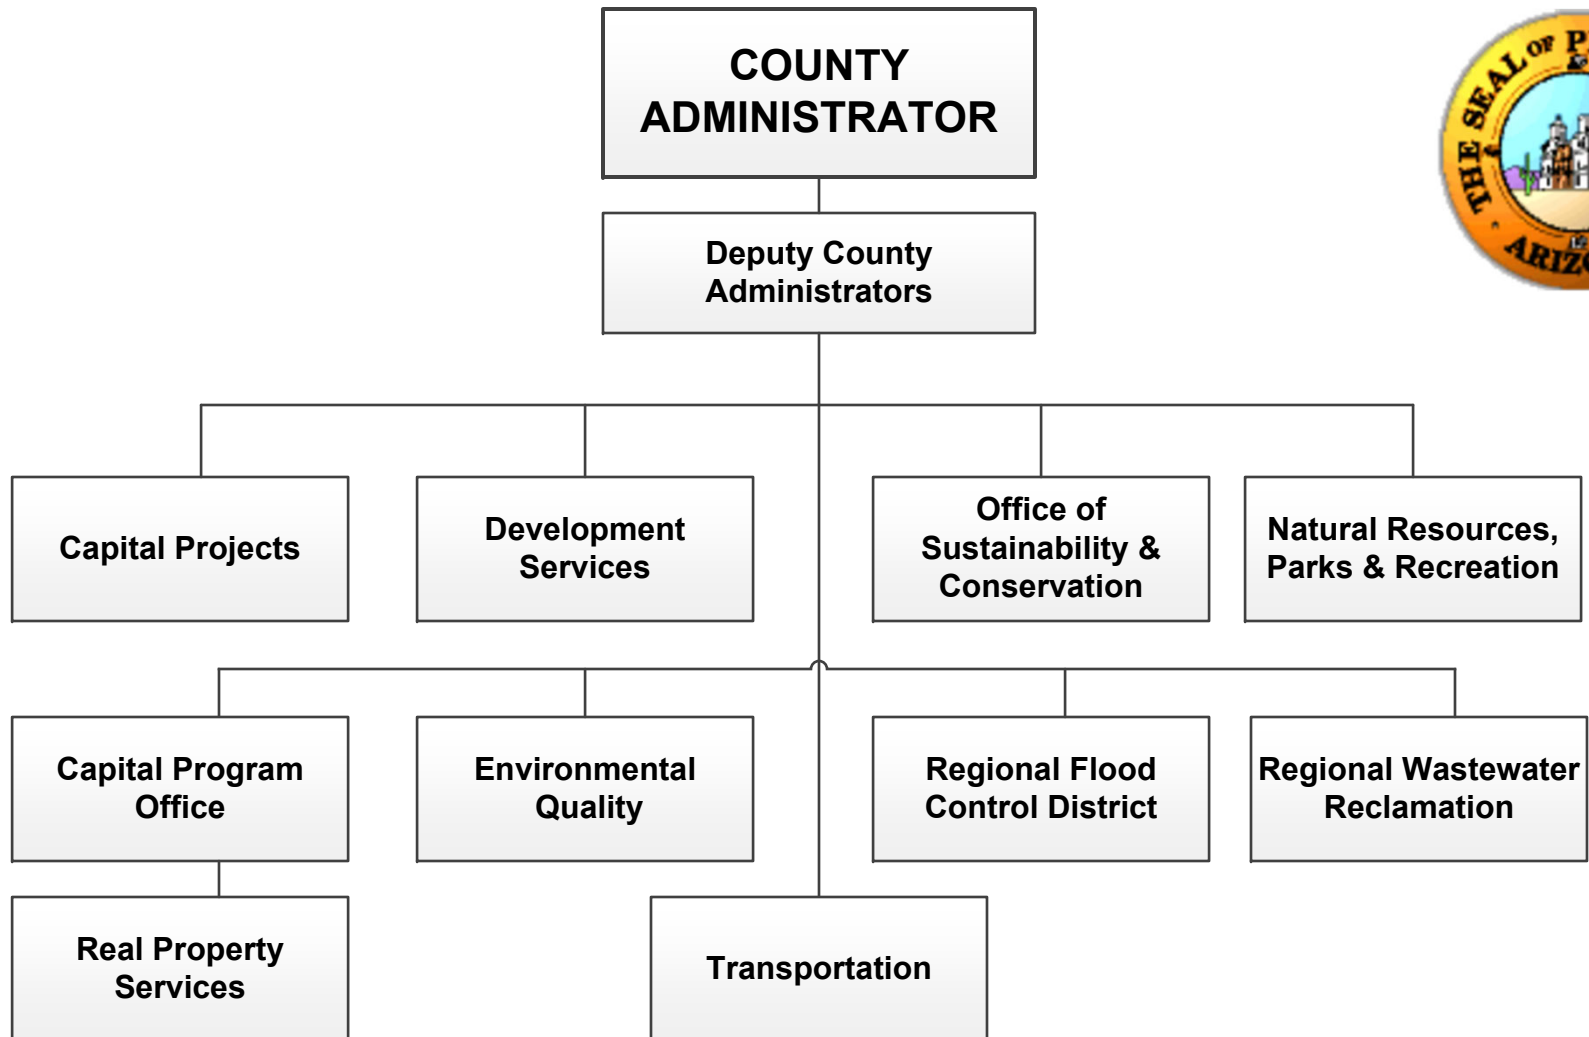 COUNTY
ADMINISTRATOR
THE SEAL OF
Deputy County
Administrators
Capital Projects
Development
Services
Office of
Sustainability &
Conservation
Natural Resources,
Parks & Recreation
Capital Program
Office
Environmental
Quality
Regional Flood
Control District
Regional Wastewater
Reclamation
Real Property
Services
Transportation